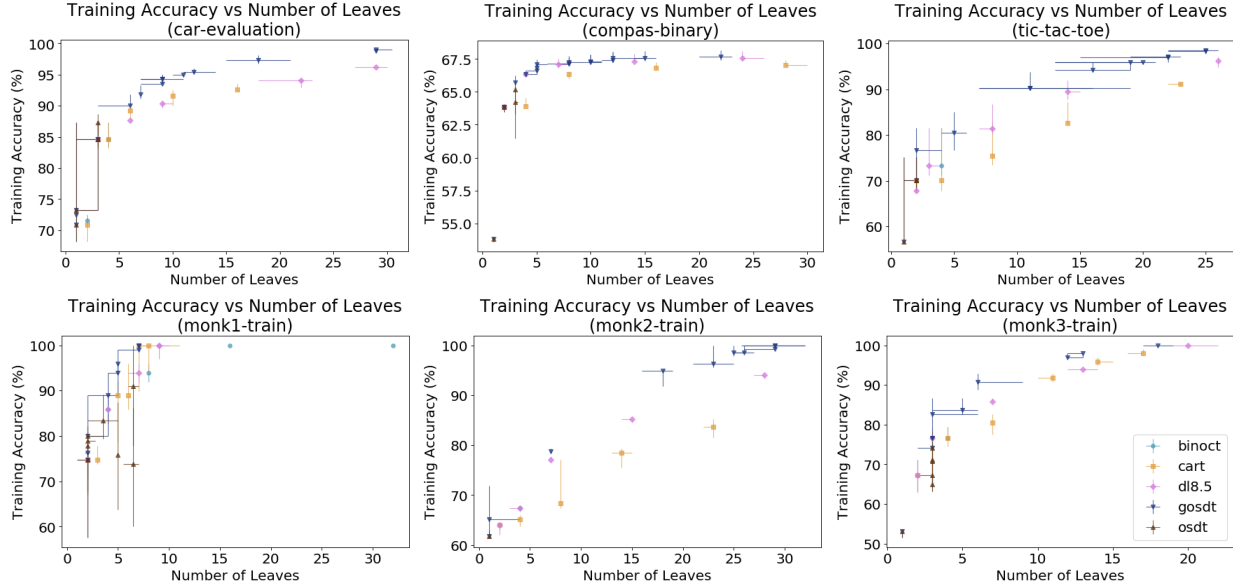 Training Accuracy vs Number of Leaves
(car-evaluation)
Training Accuracy (%)
100
95
90
85
80
75
70
0 5 10 15 20 25 30
Number of Leaves
Training Accuracy vs Number of Leaves
(compas-binary)
Training Accuracy (%)
67.5
65.0
62.5
60.0
57.5
55.0
0 5 10 15 20 25 30
Number of Leaves
Training Accuracy vs Number of Leaves
(tic-tac-toe)
Training Accuracy (%)
100
90
80
70
60
0 5 10 15 20 25
Number of Leaves
Training Accuracy vs Number of Leaves
(monk1-train)
Training Accuracy (%)
100
90
80
70
60
0 5 10 15 20 25 30
Number of Leaves
Training Accuracy vs Number of Leaves
(monk2-train)
Training Accuracy (%)
100
90
80
70
60
0 5 10 15 20 25 30
Number of Leaves
Training Accuracy vs Number of Leaves
(monk3-train)
Training Accuracy (%)
100
90
80
70
60
50
0 5 10 15 20
Number of Leaves
binoct
cart
dl8.5
gosdt
osdt